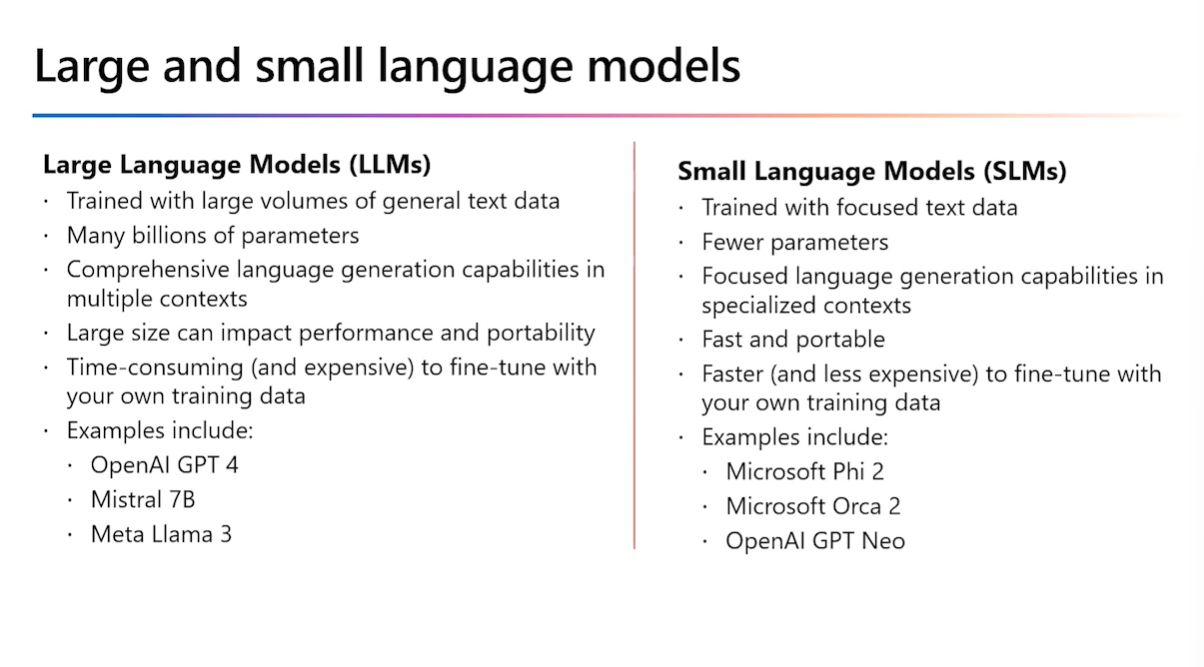 Large and small language models
Large Language Models (LLMs)
· Trained with large volumes of general text data
· Many billions of parameters
· Comprehensive language generation capabilities in
multiple contexts
· Large size can impact performance and portability
· Time-consuming (and expensive) to fine-tune with
your own training data
· Examples include:
· OpenAI GPT 4
· Mistral 7B
· Meta Llama 3
Small Language Models (SLMs)
· Trained with focused text data
· Fewer parameters
· Focused language generation capabilities in
specialized contexts
· Fast and portable
· Faster (and less expensive) to fine-tune with
your own training data
· Examples include:
· Microsoft Phi 2
· Microsoft Orca 2
· OpenAI GPT Neo